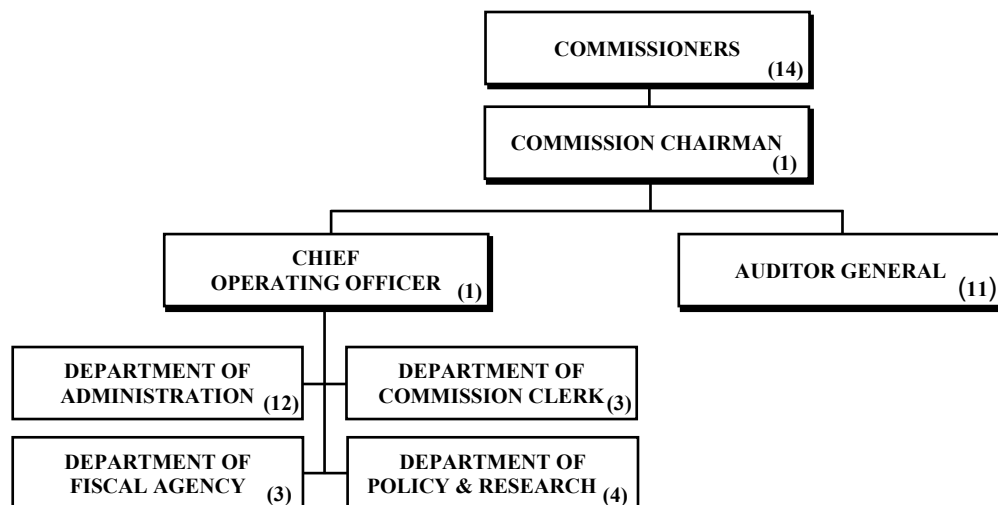 COMMISSIONERS
(14)
COMMISSION CHAIRMAN
(1)
CHIEF
OPERATING OFFICER
(1)
AUDITOR GENERAL
(11)
DEPARTMENT OF
ADMINISTRATION
(12)
DEPARTMENT OF
COMMISSION CLERK
(3)
DEPARTMENT OF
FISCAL AGENCY
(3)
DEPARTMENT OF
POLICY & RESEARCH
(4)